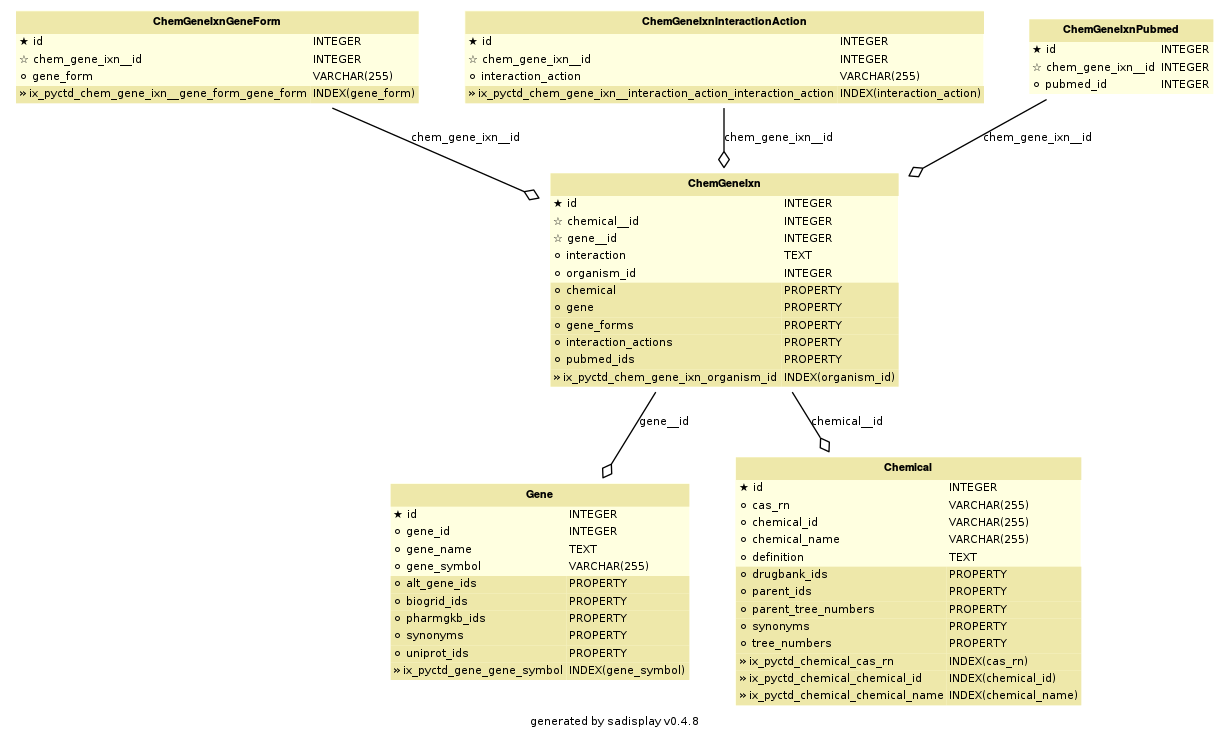 ChemGeneIxnGeneForm
★ id INTEGER
☆ chem_gene_ixn__id INTEGER
⚬ gene_form VARCHAR(255)
» ix_pyctd_chem_gene_ixn__gene_form_gene_form INDEX(gene_form)
ChemGeneIxnInteractionAction
★ id INTEGER
☆ chem_gene_ixn__id INTEGER
⚬ interaction_action VARCHAR(255)
» ix_pyctd_chem_gene_ixn__interaction_action_interaction_action INDEX(interaction_action)
ChemGeneIxnPubmed
★ id INTEGER
☆ chem_gene_ixn__id INTEGER
⚬ pubmed_id INTEGER
chem_gene_ixn__id
chem_gene_ixn__id
chem_gene_ixn__id
ChemGeneIxn
★ id INTEGER
☆ chemical__id INTEGER
☆ gene__id INTEGER
⚬ interaction TEXT
⚬ organism_id INTEGER
⚬ chemical PROPERTY
⚬ gene PROPERTY
⚬ gene_forms PROPERTY
⚬ interaction_actions PROPERTY
⚬ pubmed_ids PROPERTY
» ix_pyctd_chem_gene_ixn_organism_id INDEX(organism_id)
gene__id
chemical__id
Gene
★ id INTEGER
⚬ gene_id INTEGER
⚬ gene_name TEXT
⚬ gene_symbol VARCHAR(255)
⚬ alt_gene_ids PROPERTY
⚬ biogrid_ids PROPERTY
⚬ pharmgkb_ids PROPERTY
⚬ synonyms PROPERTY
⚬ uniprot_ids PROPERTY
» ix_pyctd_gene_gene_symbol INDEX(gene_symbol)
Chemical
★ id INTEGER
⚬ cas_rn VARCHAR(255)
⚬ chemical_id VARCHAR(255)
⚬ chemical_name VARCHAR(255)
⚬ definition TEXT
⚬ drugbank_ids PROPERTY
⚬ parent_ids PROPERTY
⚬ parent_tree_numbers PROPERTY
⚬ synonyms PROPERTY
⚬ tree_numbers PROPERTY
» ix_pyctd_chemical_cas_rn INDEX(cas_rn)
» ix_pyctd_chemical_chemical_id INDEX(chemical_id)
» ix_pyctd_chemical_chemical_name INDEX(chemical_name)
generated by sadisplay v0.4.8